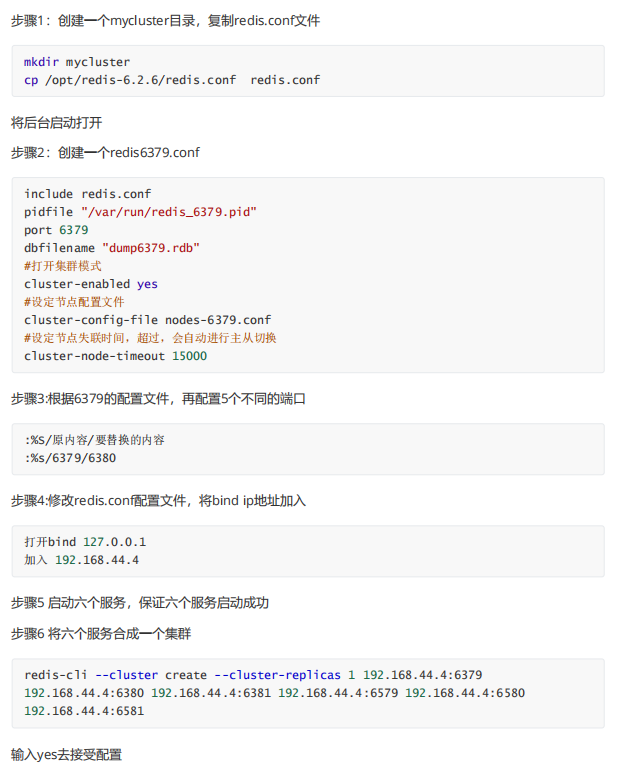 步骤1：创建一个mycluster目录，复制redis.conf文件
mkdir mycluster
cp /opt/redis-6.2.6/redis.conf  redis.conf
将后台启动打开
步骤2：创建一个redis6379.conf
include redis.conf
pidfile "/var/run/redis_6379.pid"
port 6379
dbfilename "dump6379.rdb"
#打开集群模式
cluster-enabled yes
#设定节点配置文件
cluster-config-file nodes-6379.conf
#设定节点失联时间，超过，会自动进行主从切换
cluster-node-timeout 15000
步骤3:根据6379的配置文件，再配置5个不同的端口
:%S/原内容/要替换的内容
:%s/6379/6380
步骤4:修改redis.conf配置文件，将bind ip地址加入
打开bind 127.0.0.1
加入 192.168.44.4
步骤5 启动六个服务，保证六个服务启动成功
步骤6 将六个服务合成一个集群
redis-cli --cluster create --cluster-replicas 1 192.168.44.4:6379
192.168.44.4:6380 192.168.44.4:6381 192.168.44.4:6579 192.168.44.4:6580
192.168.44.4:6581
输入yes去接受配置